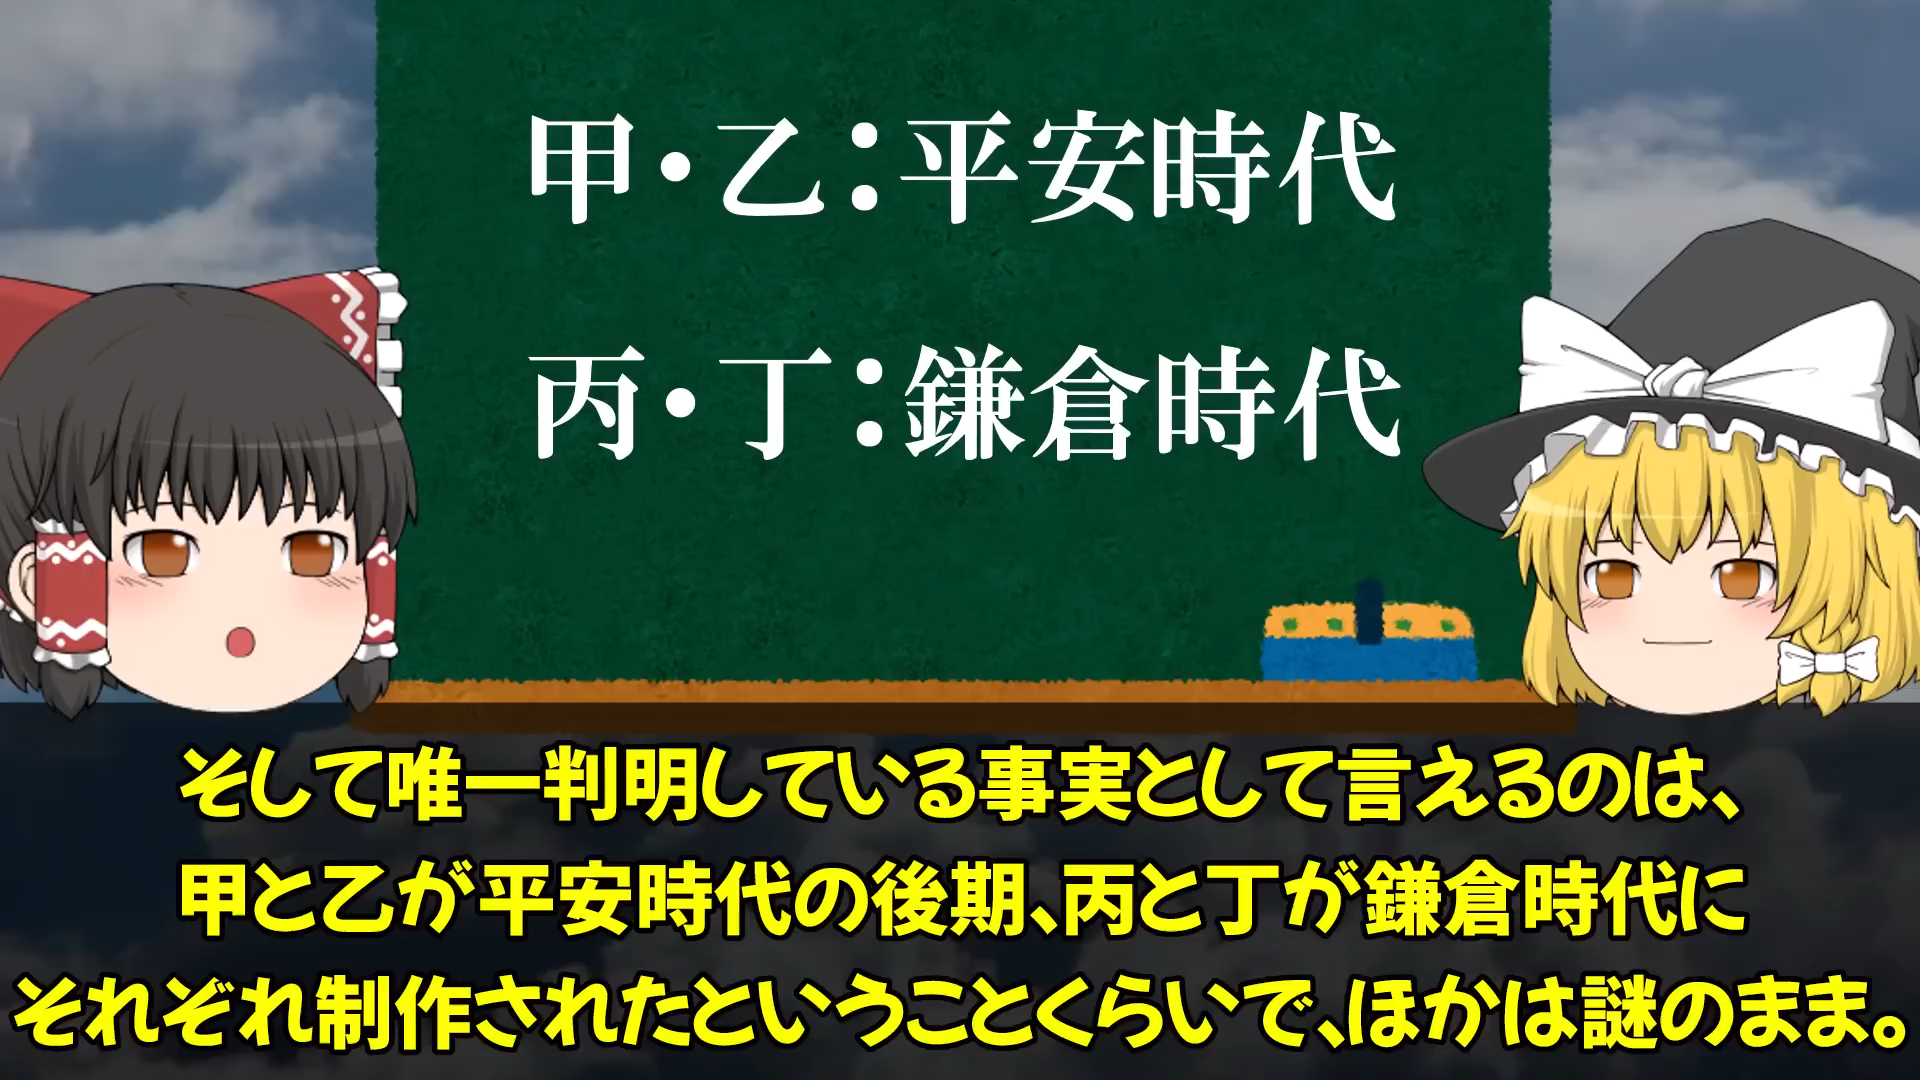 甲・乙：平安時代
丙・丁：鎌倉時代
そして唯一判明している事実として言えるのは、
甲と乙が平安時代の後期、丙と丁が鎌倉時代に
それぞれ制作されたということくらいで、ほかは謎のまま。